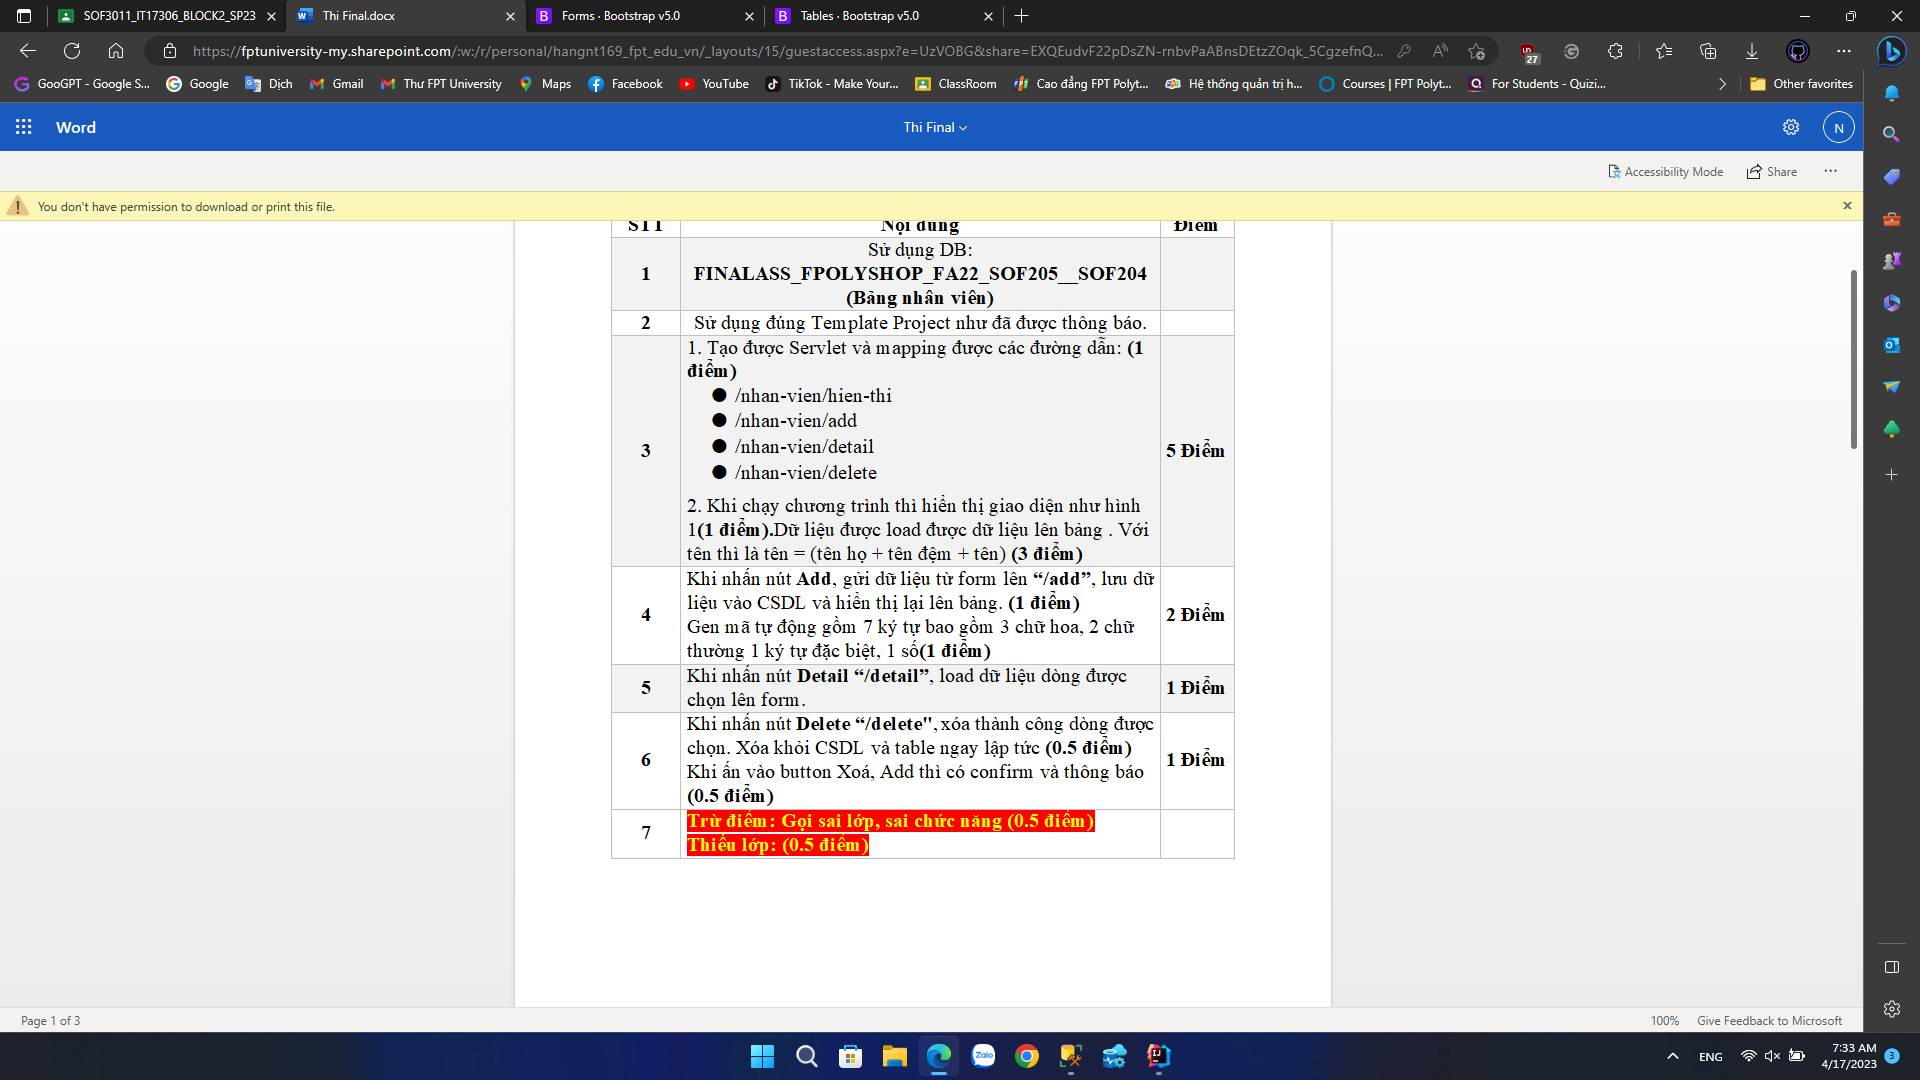 SOF3011_IT17306_BLOCK2_SP23
Thi Final.docx
Forms · Bootstrap v5.0
Tables · Bootstrap v5.0
https://fptuniversity-my.sharepoint.com/:w:/r/personal/hangnt169_fpt_edu_vn/_layouts/15/guestaccess.aspx?e=UzVOBG&share=EXQEudvF22pDsZN-rnbvPaABnsDEtzZOqk_5CgzefnQ...
27
GooGPT - Google S...
Google
Dịch
Gmail
Thư FPT University
Maps
Facebook
YouTube
TikTok - Make Your...
ClassRoom
Cao đẳng FPT Polyt...
Hệ thống quản trị h...
Courses | FPT Polyt...
For Students - Quizi...
Other favorites
Word
Thi Final
N
Accessibility Mode
Share
You don't have permission to download or print this file.
STT Nội dung Điểm
Sử dụng DB:
1 FINALASS_FPOLYSHOP_FA22_SOF205__SOF204
(Bảng nhân viên)
2 Sử dụng đúng Template Project như đã được thông báo.
1. Tạo được Servlet và mapping được các đường dẫn: (1
điểm)
● /nhan-vien/hien-thi
● /nhan-vien/add
● /nhan-vien/detail
3 5 Điểm
● /nhan-vien/delete
2. Khi chạy chương trình thì hiển thị giao diện như hình
1(1 điểm).Dữ liệu được load được dữ liệu lên bảng . Với
tên thì là tên = (tên họ + tên đệm + tên) (3 điểm)
Khi nhấn nút Add, gửi dữ liệu từ form lên “/add”, lưu dữ
liệu vào CSDL và hiển thị lại lên bảng. (1 điểm)
4 2 Điểm
Gen mã tự động gồm 7 ký tự bao gồm 3 chữ hoa, 2 chữ
thường 1 ký tự đặc biệt, 1 số(1 điểm)
Khi nhấn nút Detail “/detail”, load dữ liệu dòng được
5 1 Điểm
chọn lên form.
Khi nhấn nút Delete “/delete", xóa thành công dòng được
chọn. Xóa khỏi CSDL và table ngay lập tức (0.5 điểm)
6 1 Điểm
Khi ấn vào button Xoá, Add thì có confirm và thông báo
(0.5 điểm)
Trừ điểm: Gọi sai lớp, sai chức năng (0.5 điểm)
7
Thiếu lớp: (0.5 điểm)
Page 1 of 3
100%
Give Feedback to Microsoft
Zalo
ENG
7:33 AM
4/17/2023
3